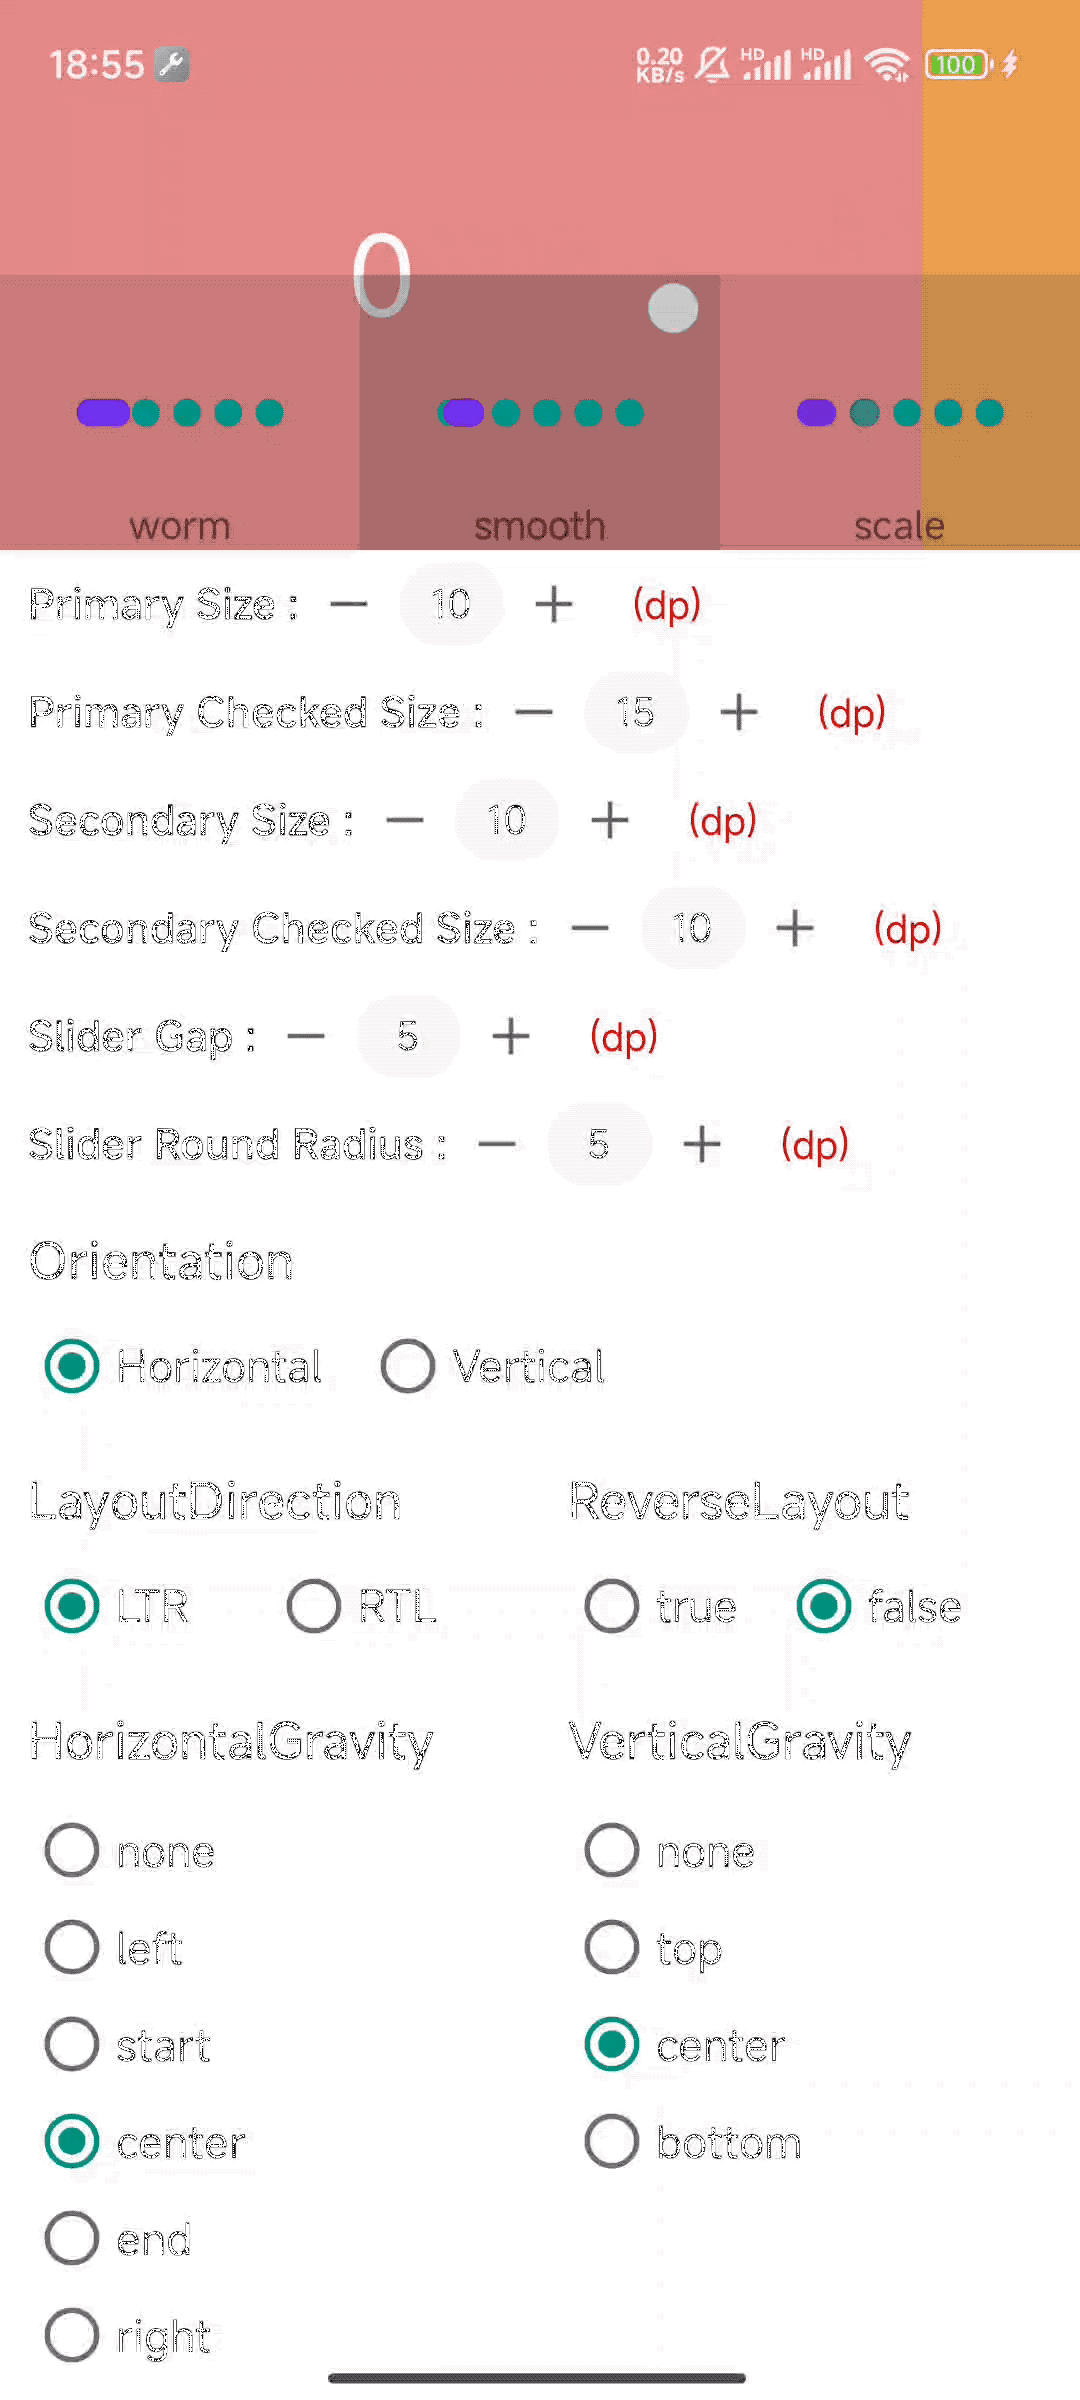 18:55 0.20 KB/s HD HD 100
0
worm smooth scale
Primary Size : − 10 + (dp)
Primary Checked Size : − 15 + (dp)
Secondary Size : − 10 + (dp)
Secondary Checked Size : − 10 + (dp)
Slider Gap : − 5 + (dp)
Slider Round Radius : − 5 + (dp)
Orientation
Horizontal Vertical
LayoutDirection ReverseLayout
LTR RTL true false
HorizontalGravity VerticalGravity
none none
left top
start center
center bottom
end
right